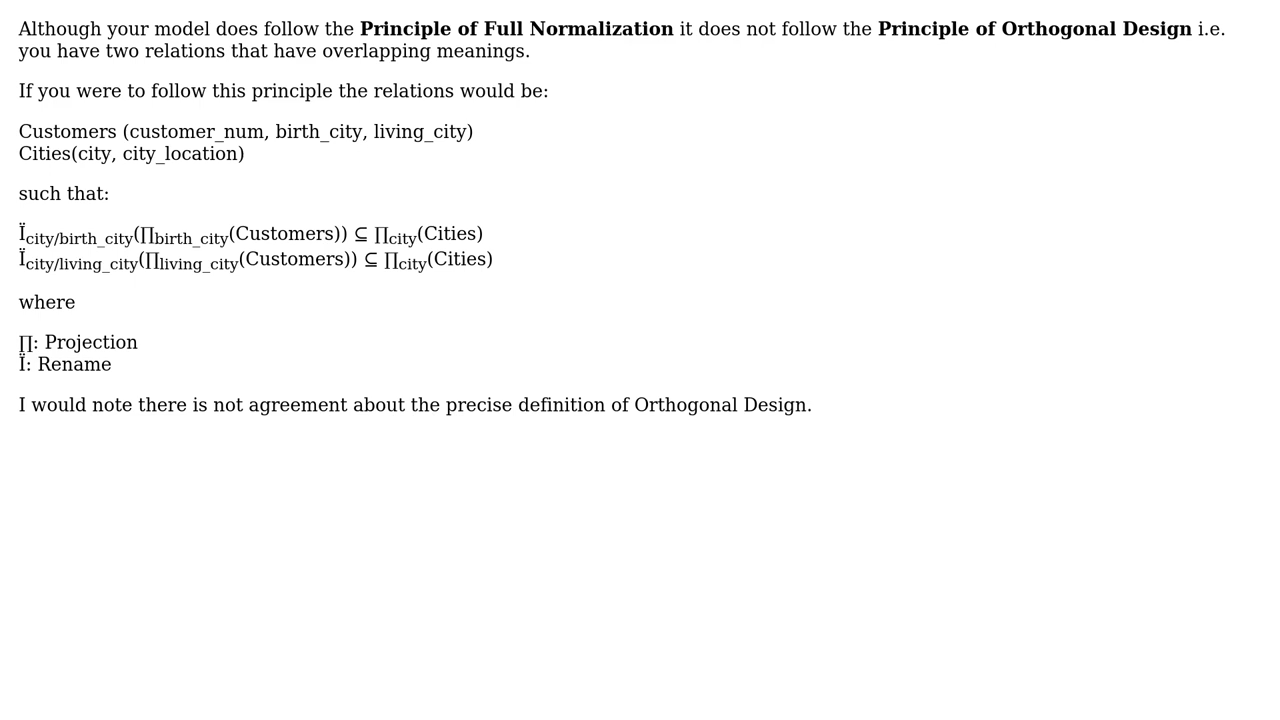 Although your model does follow the Principle of Full Normalization it does not follow the Principle of Orthogonal Design i.e.
you have two relations that have overlapping meanings.
If you were to follow this principle the relations would be:
Customers (customer_num, birth_city, living_city)
Cities(city, city_location)
such that:
Ïcity/birth_city(∏birth_city(Customers)) ⊆ ∏city(Cities)
Ïcity/living_city(∏living_city(Customers)) ⊆ ∏city(Cities)
where
∏: Projection
Ï: Rename
I would note there is not agreement about the precise definition of Orthogonal Design.